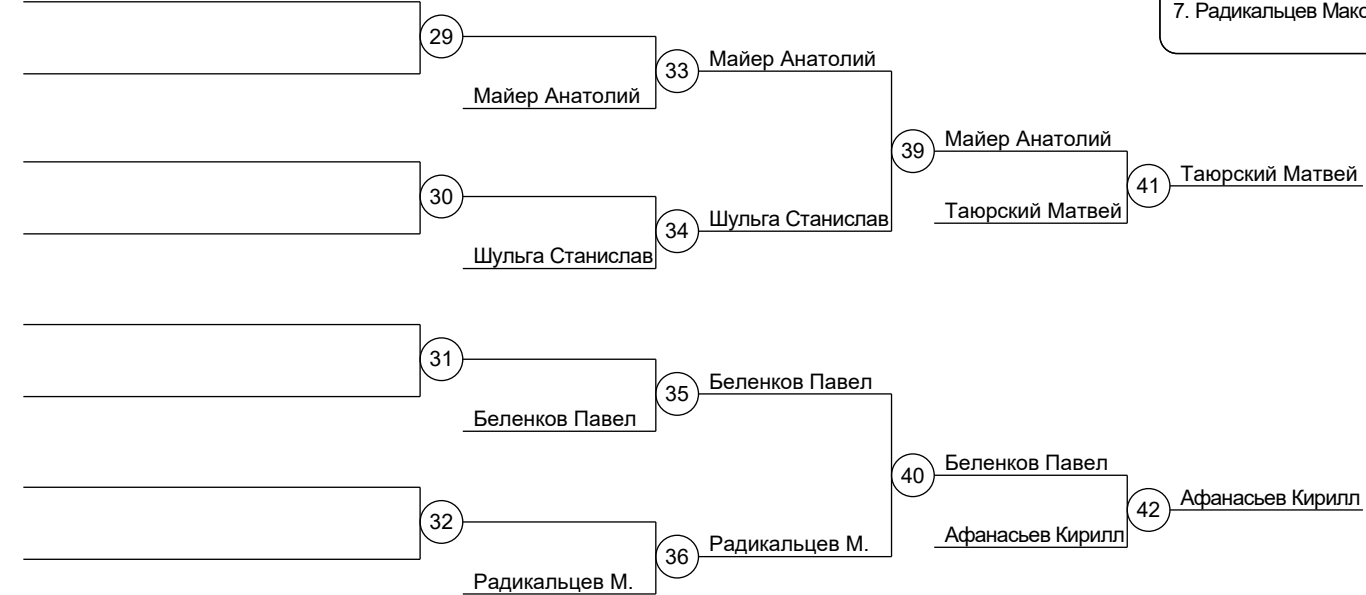 7. Радикальцев Макс
29
33
Майер Анатолий
Майер Анатолий
39
Майер Анатолий
41
Таюрский Матвей
30
34
Шульга Станислав
Таюрский Матвей
Шульга Станислав
31
35
Беленков Павел
Беленков Павел
40
Беленков Павел
42
Афанасьев Кирилл
32
36
Радикальцев М.
Афанасьев Кирилл
Радикальцев М.